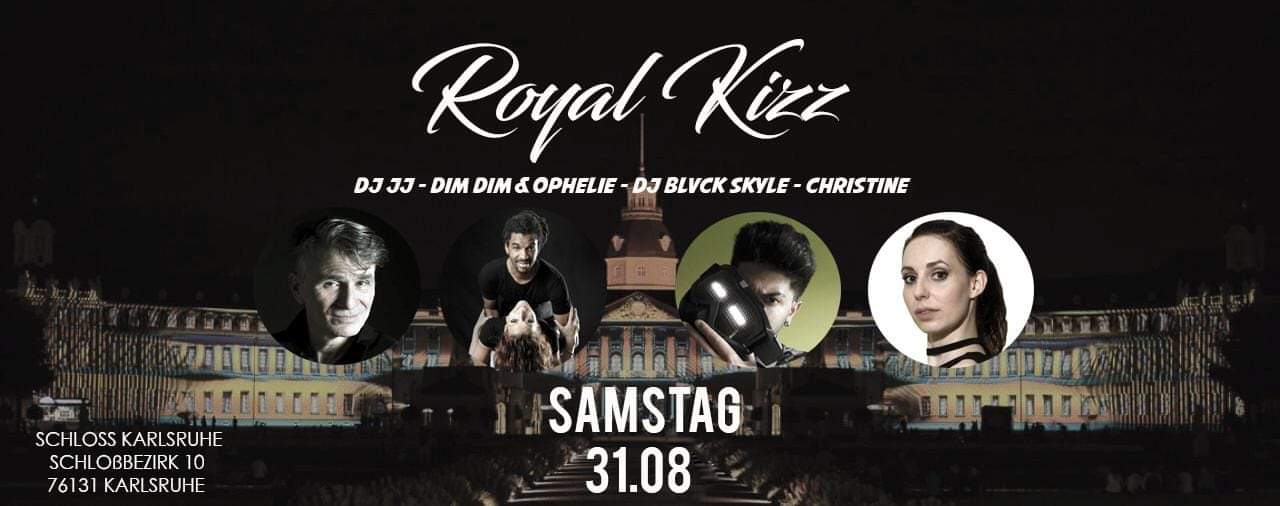 Royal Kizz
DJ JJ - DIM DIM & OPHELIE - DJ BLVCK SKYLE - CHRISTINE
SAMSTAG
31.08
SCHLOSS KARLSRUHE
SCHLOßBEZIRK 10
76131 KARLSRUHE